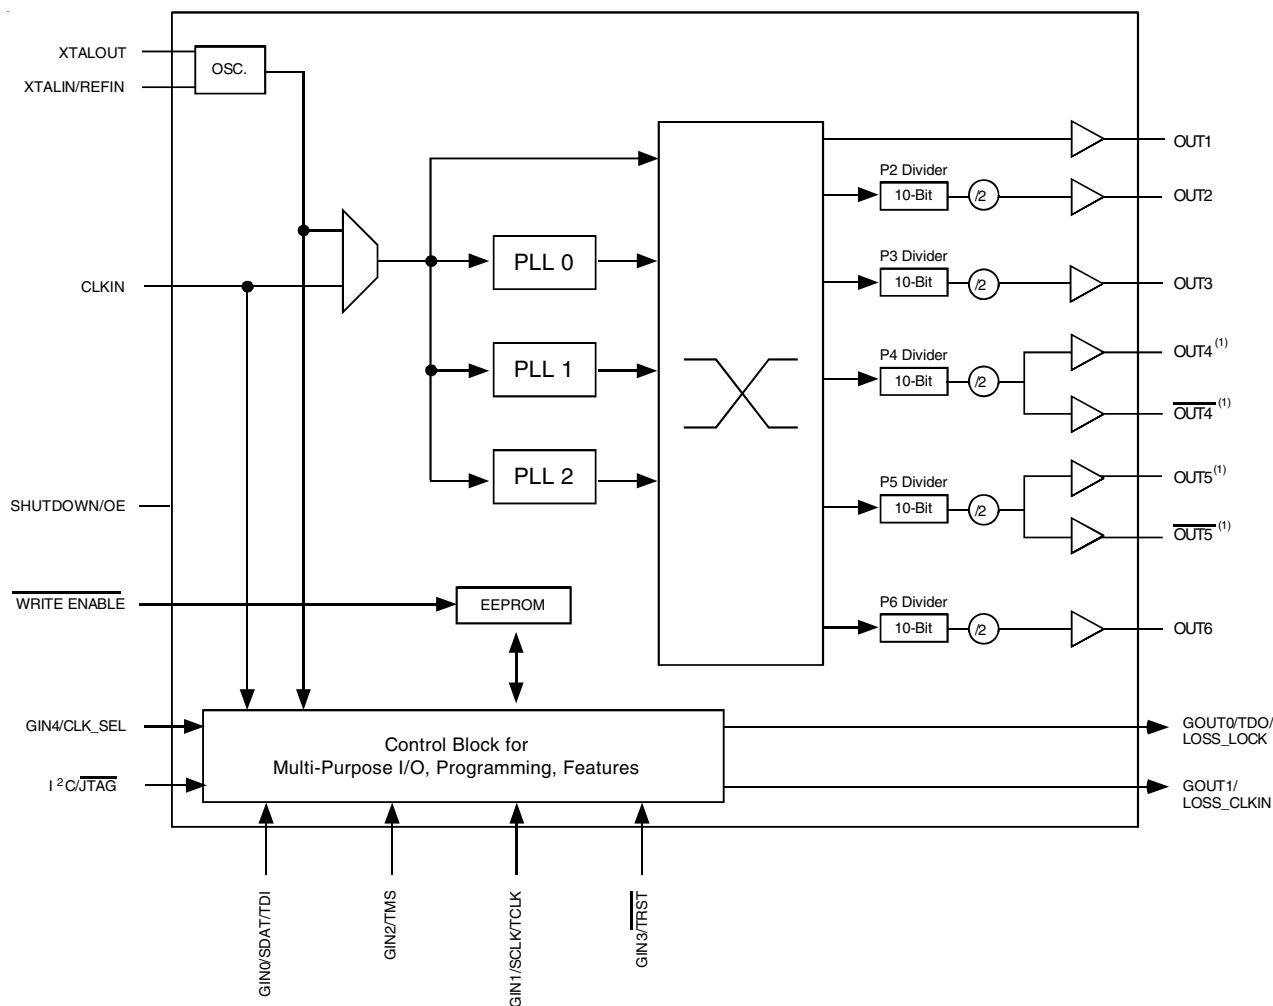 XTALOUT
OSC.
XTALIN/REFIN
OUT1
P2 Divider
10-Bit
/2
OUT2
P3 Divider
PLL 0
10-Bit
/2
OUT3
CLKIN
P4 Divider
OUT4(1)
PLL 1
10-Bit
/2
OUT4(1)
PLL 2
P5 Divider
OUT5(1)
10-Bit
/2
SHUTDOWN/OE
OUT5(1)
WRITE ENABLE
EEPROM
P6 Divider
10-Bit
/2
OUT6
GIN4/CLK_SEL
Control Block for
Multi-Purpose I/O, Programming, Features
GOUT0/TDO/
LOSS_LOCK
I2C/JTAG
GOUT1/
LOSS_CLKIN
GIN0/SDAT/TDI
GIN2/TMS
GIN1/SCLK/TCLK
GIN3/TRST